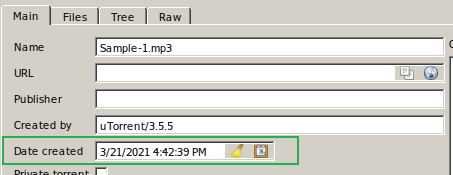 Main Files Tree Raw
Name Sample-1.mp3
URL
Publisher
Created by uTorrent/3.5.5
Date created 3/21/2021 4:42:39 PM
Private torrent